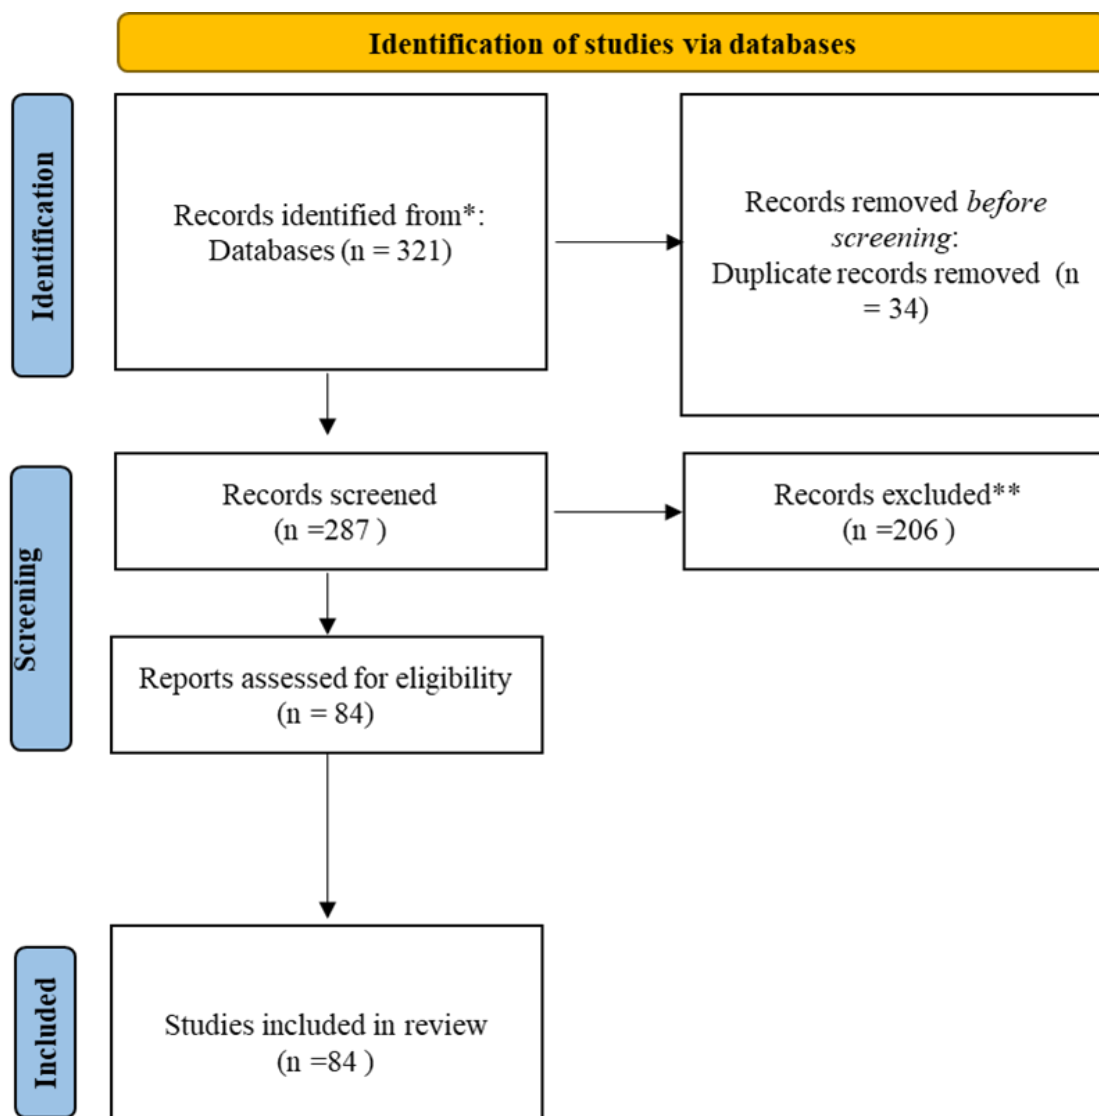 Identification of studies via databases
Identification
Records identified from*:
Databases (n = 321)
Records removed before
screening:
Duplicate records removed  (n
= 34)
Screening
Records screened
(n =287 )
Records excluded**
(n =206 )
Reports assessed for eligibility
(n = 84)
Included
Studies included in review
(n =84 )